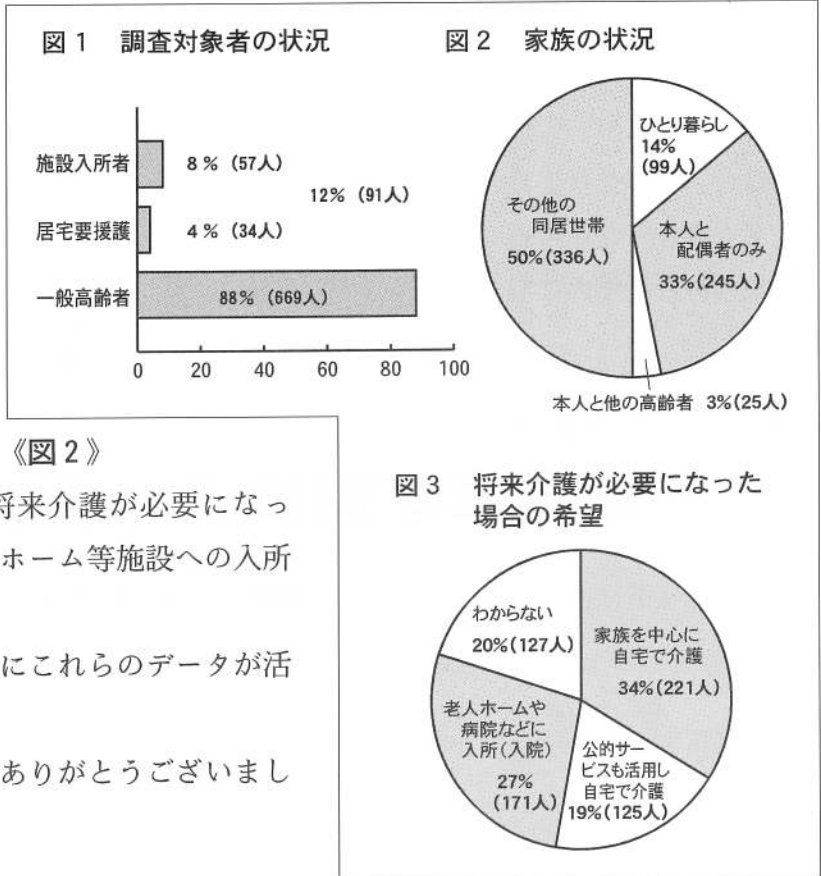 図1 調査対象者の状況
施設入所者
8%(57人)
12%(91人)
居宅要援護
4%(34人)
一般高齢者
88%(669人)
0 20 40 60 80 100
図2 家族の状況
ひとり暮らし
14%
(99人)
本人と
配偶者のみ
33%(245人)
その他の
同居世帯
50%(336人)
本人と他の高齢者 3%(25人)
《図2》
将来介護が必要になっ
ホーム等施設への入所
にこれらのデータが活
ありがとうございまし
図3 将来介護が必要になった
場合の希望
わからない
20%(127人)
家族を中心に
自宅で介護
34%(221人)
老人ホームや
病院などに
入所(入院)
27%
(171人)
公的サー
ビスも活用し
自宅で介護
19%(125人)